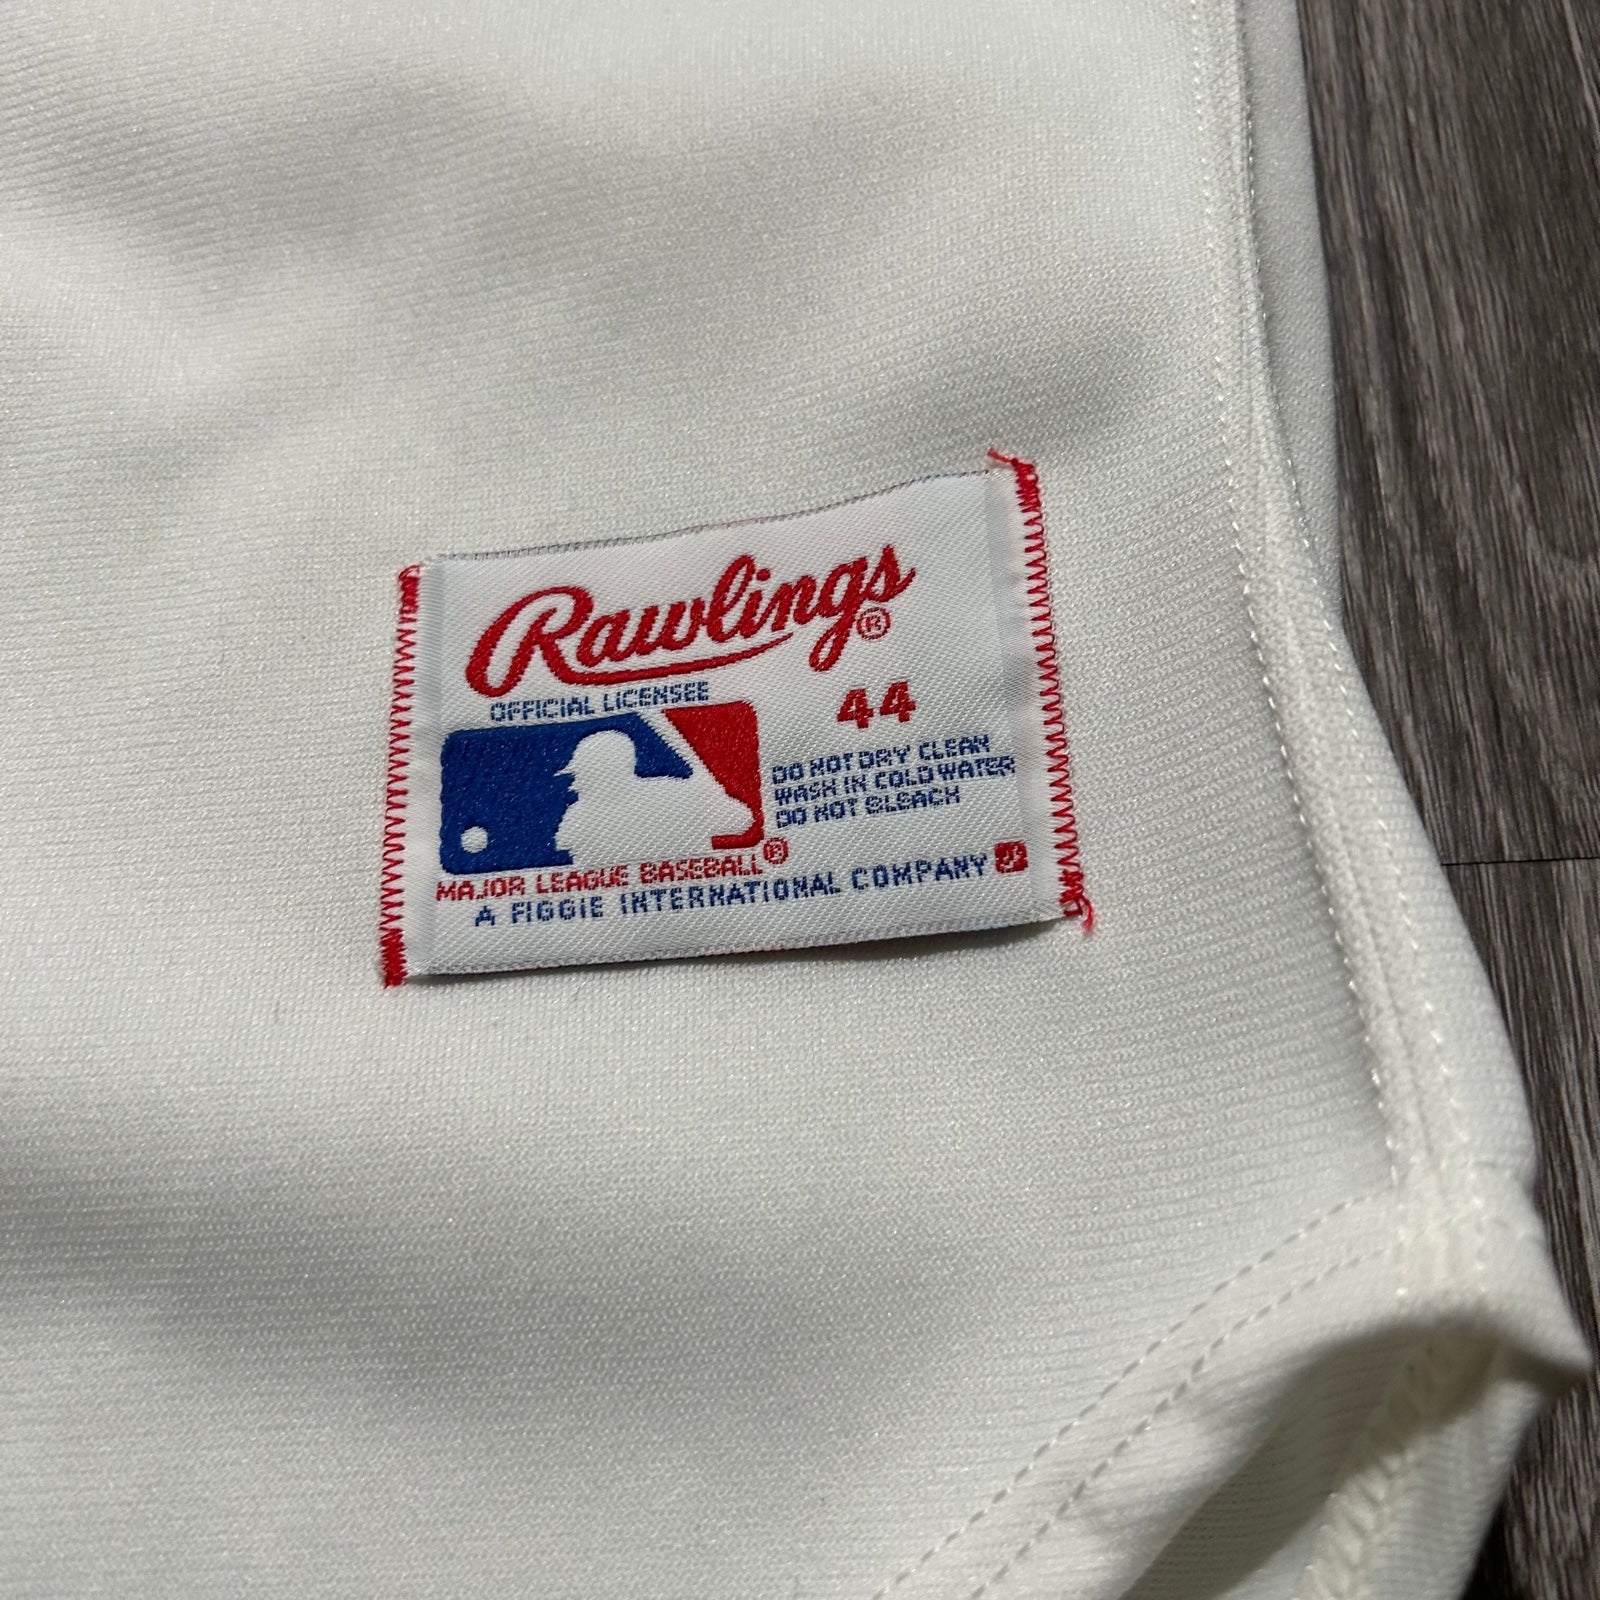 Rawlings®
OFFICIAL LICENSEE
44
DO NOT DRY CLEAN
WASH IN COLD WATER
DO NOT BLEACH
MAJOR LEAGUE BASEBALL®
A FIGGIE INTERNATIONAL COMPANY